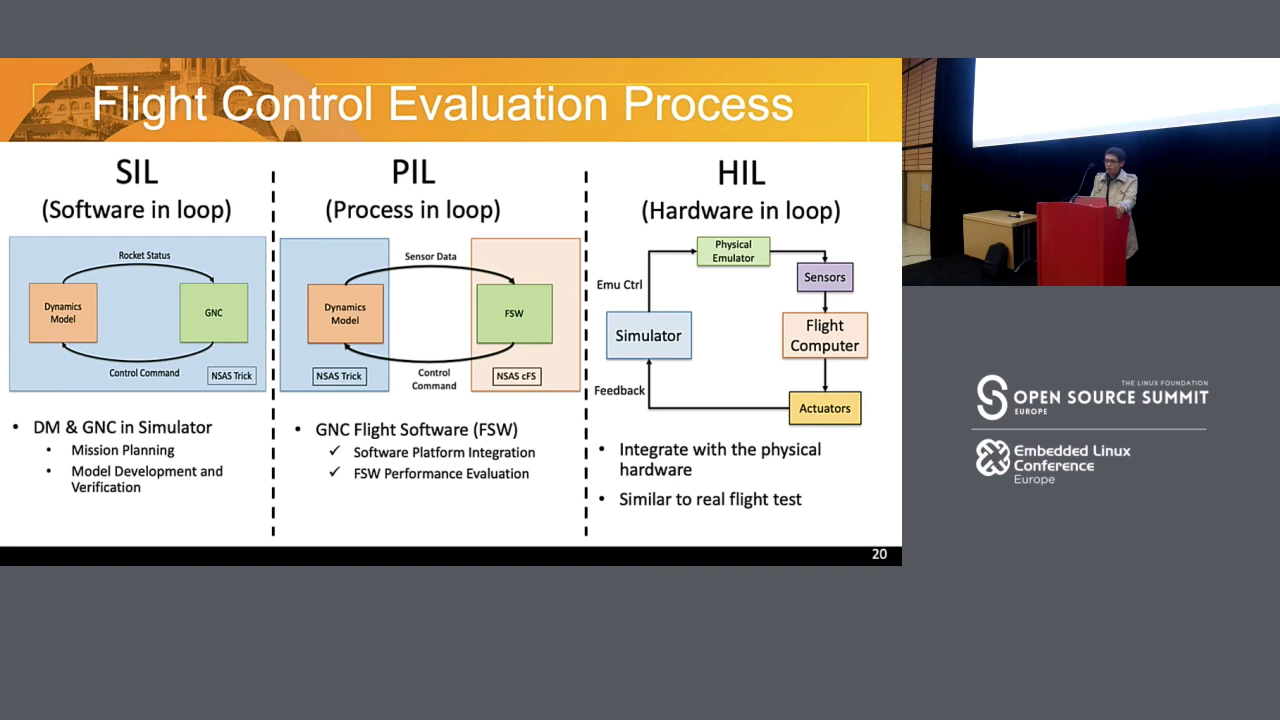 Flight Control Evaluation Process
SIL
(Software in loop)
Rocket Status
Dynamics
Model
GNC
Control Command
NSAS Trick
• DM & GNC in Simulator
• Mission Planning
• Model Development and
Verification
PIL
(Process in loop)
Sensor Data
Dynamics
Model
FSW
NSAS Trick
Control
Command
NSAS cFS
• GNC Flight Software (FSW)
✓ Software Platform Integration
✓ FSW Performance Evaluation
HIL
(Hardware in loop)
Physical
Emulator
Emu Ctrl
Sensors
Simulator
Flight
Computer
Feedback
Actuators
• Integrate with the physical
hardware
• Similar to real flight test
20
THE LINUX FOUNDATION
OPEN SOURCE SUMMIT
EUROPE
Embedded Linux
Conference
Europe